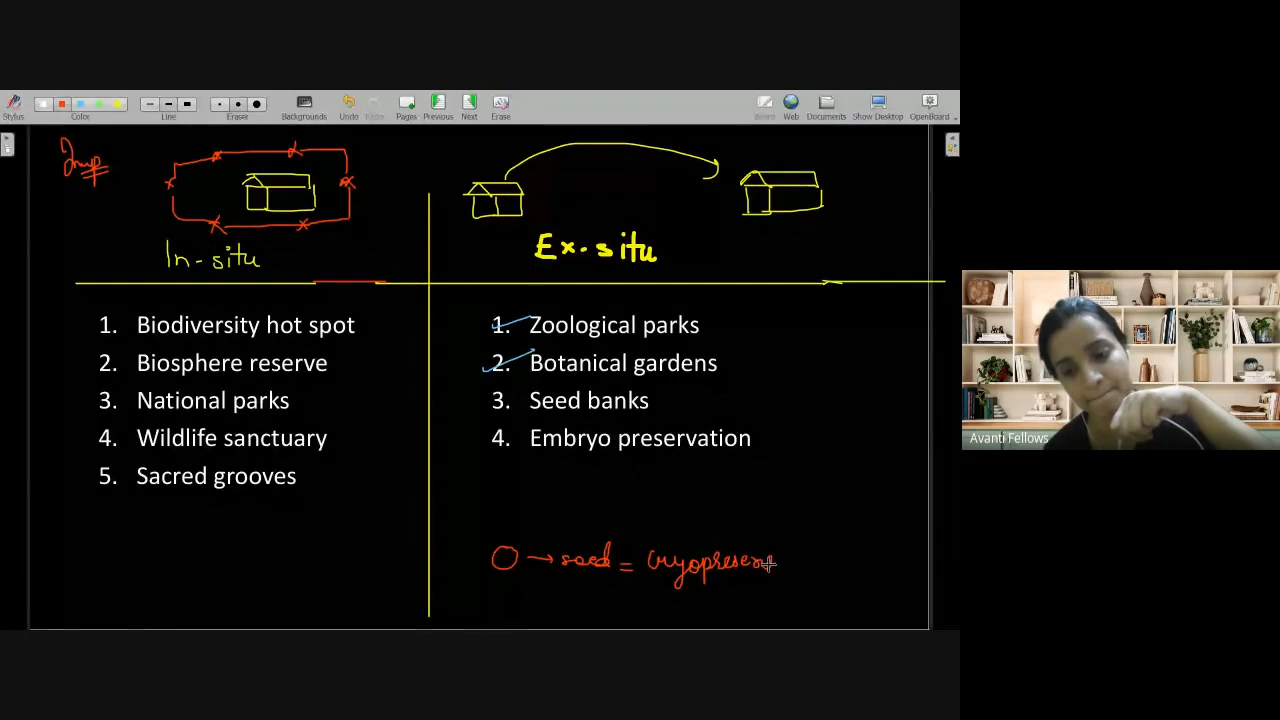 Stylus Color Line Eraser Backgrounds Undo Redo Pages Previous Next Erase Web Documents Show Desktop OpenBoard
Imp
In-situ
Ex-situ
1. Biodiversity hot spot
2. Biosphere reserve
3. National parks
4. Wildlife sanctuary
5. Sacred grooves
1. Zoological parks
2. Botanical gardens
3. Seed banks
4. Embryo preservation
→ seed = cryopreser
Avanti Fellows